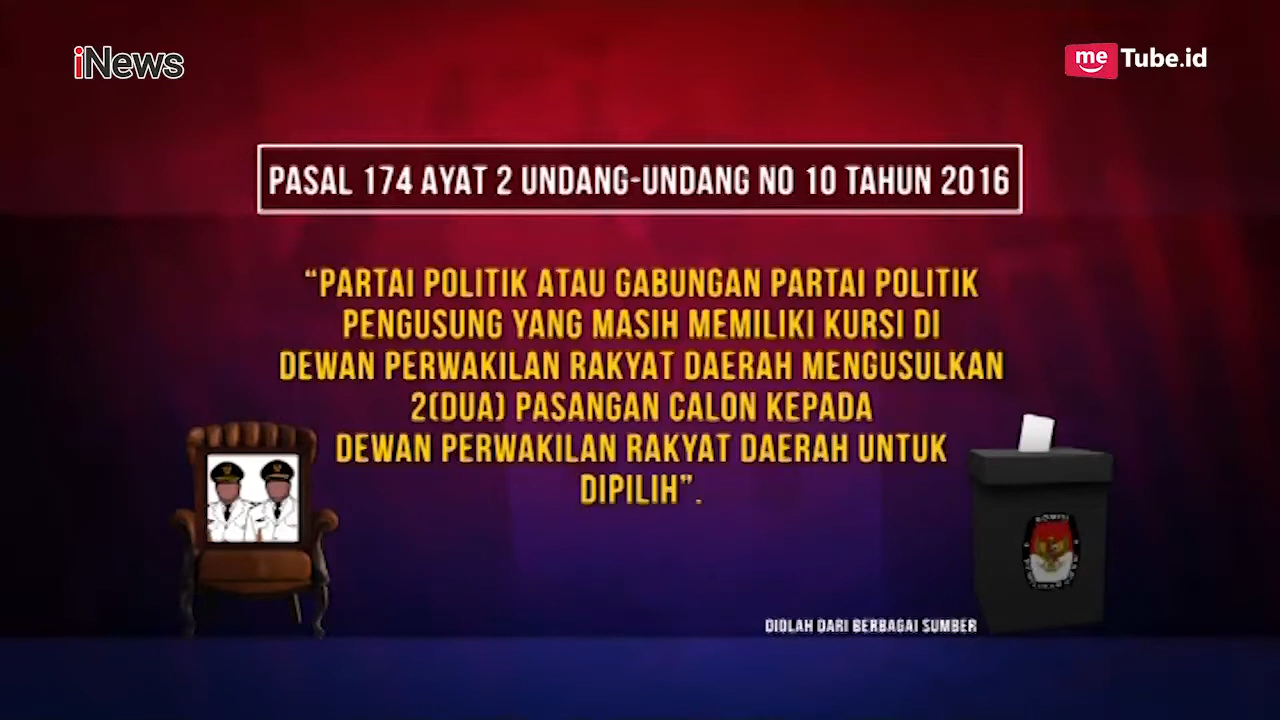 iNews
me Tube.id
PASAL 174 AYAT 2 UNDANG-UNDANG NO 10 TAHUN 2016
“PARTAI POLITIK ATAU GABUNGAN PARTAI POLITIK
PENGUSUNG YANG MASIH MEMILIKI KURSI DI
DEWAN PERWAKILAN RAKYAT DAERAH MENGUSULKAN
2(DUA) PASANGAN CALON KEPADA
DEWAN PERWAKILAN RAKYAT DAERAH UNTUK
DIPILIH”.
DIOLAH DARI BERBAGAI SUMBER